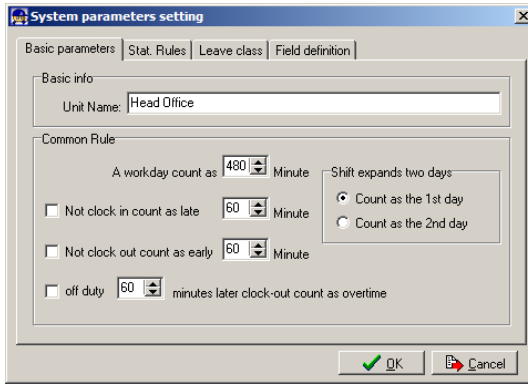 System parameters setting
Basic parameters Stat. Rules Leave class Field definition
Basic info
Unit Name: Head Office
Common Rule
A workday count as 480 Minute
Shift expands two days
Count as the 1st day
Count as the 2nd day
Not clock in count as late 60 Minute
Not clock out count as early 60 Minute
off duty 60 minutes later clock-out count as overtime
OK Cancel